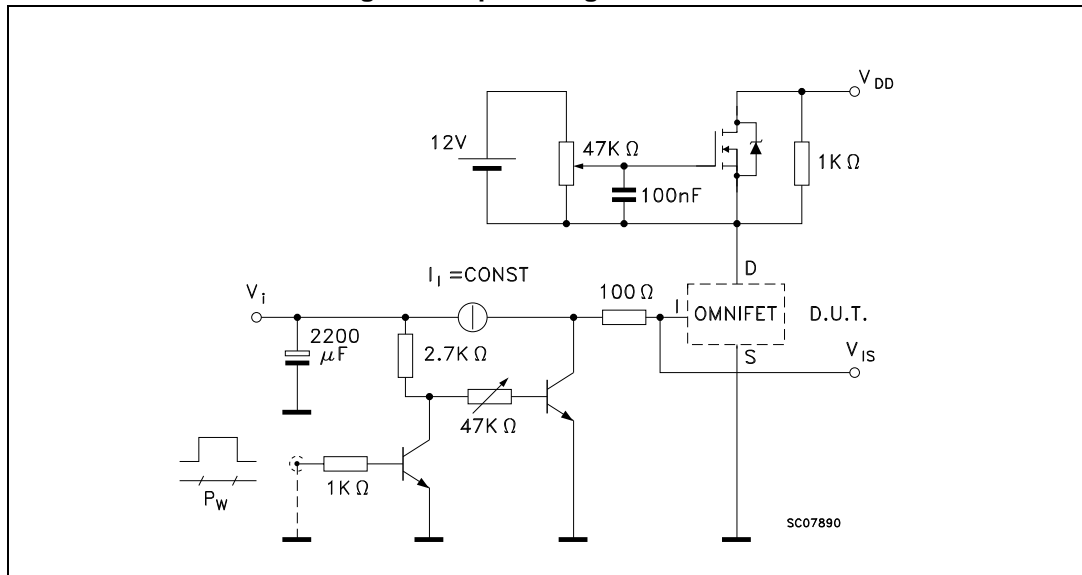 V DD
12V
47K Ω
1K Ω
100nF
D
I I =CONST
V i
100 Ω
I
OMNIFET
D.U.T.
2200
μF
2.7K Ω
S
V IS
47K Ω
1K Ω
P W
SC07890